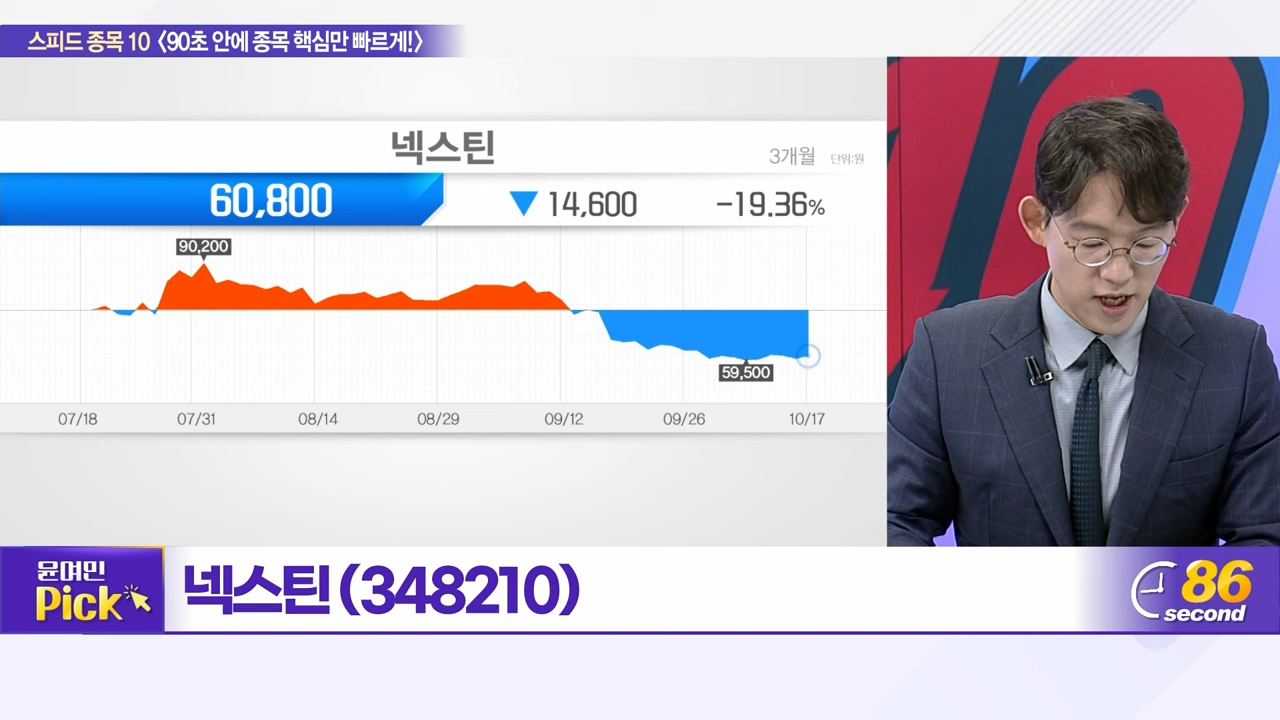 스피드 종목 10 〈90초 안에 종목 핵심만 빠르게!〉
넥스틴
3개월 단위:원
60,800 ▼ 14,600 -19.36%
90,200
59,500
07/18 07/31 08/14 08/29 09/12 09/26 10/17
윤여민
Pick
넥스틴(348210)
86
second